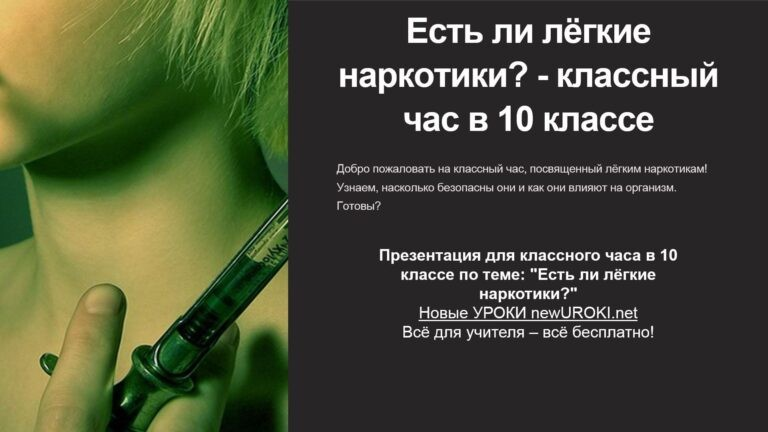 Есть ли лёгкие
наркотики? - классный
час в 10 классе
Добро пожаловать на классный час, посвященный лёгким наркотикам!
Узнаем, насколько безопасны они и как они влияют на организм.
Готовы?
Презентация для классного часа в 10
классе по теме: "Есть ли лёгкие
наркотики?"
Новые УРОКИ newUROKI.net
Всё для учителя – всё бесплатно!